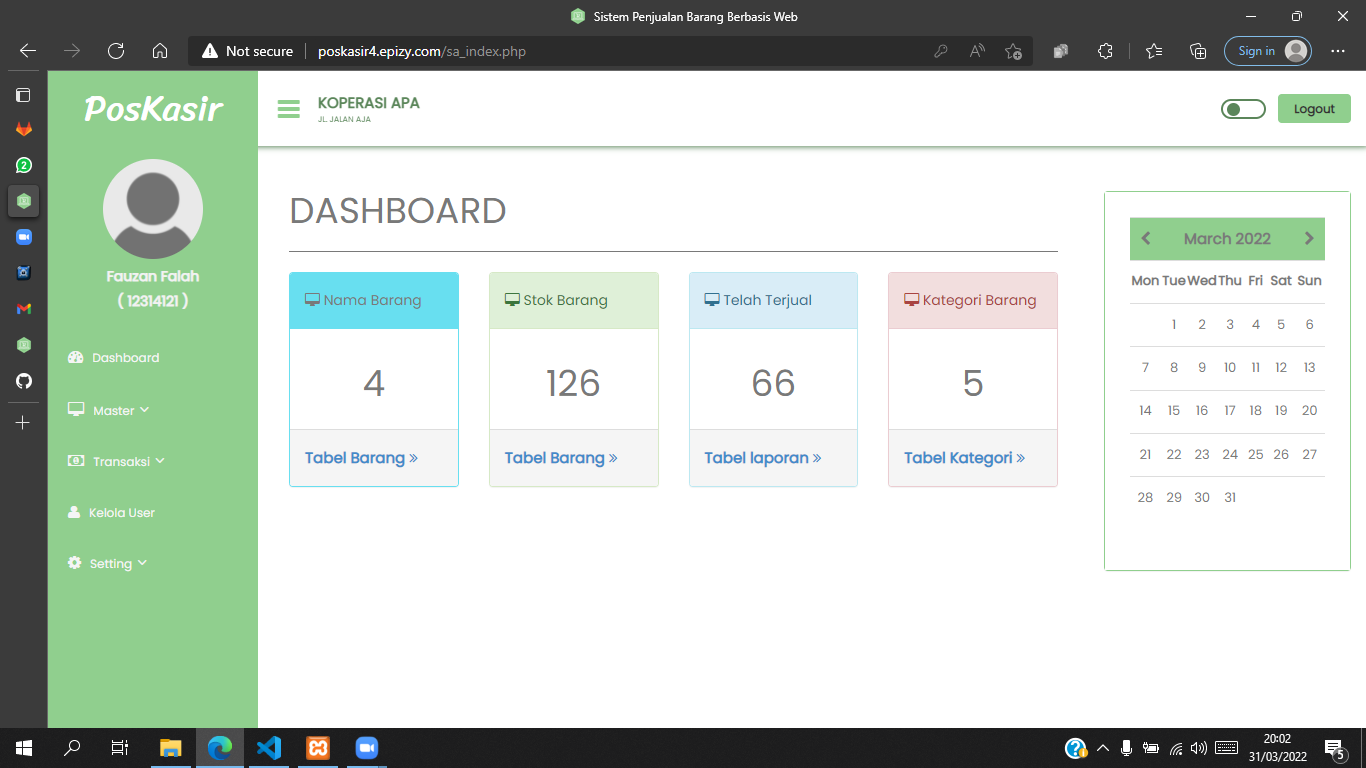 Sistem Penjualan Barang Berbasis Web
Not secure
poskasir4.epizy.com/sa_index.php
Sign in
2
PosKasir
KOPERASI APA
JL. JALAN AJA
Logout
Fauzan Falah
( 12314121 )
Dashboard
Master
Transaksi
Kelola User
Setting
DASHBOARD
Nama Barang
4
Tabel Barang »
Stok Barang
126
Tabel Barang »
Telah Terjual
66
Tabel laporan »
Kategori Barang
5
Tabel Kategori »
March 2022
Mon Tue Wed Thu Fri Sat Sun
1 2 3 4 5 6
7 8 9 10 11 12 13
14 15 16 17 18 19 20
21 22 23 24 25 26 27
28 29 30 31
20:02
31/03/2022
5